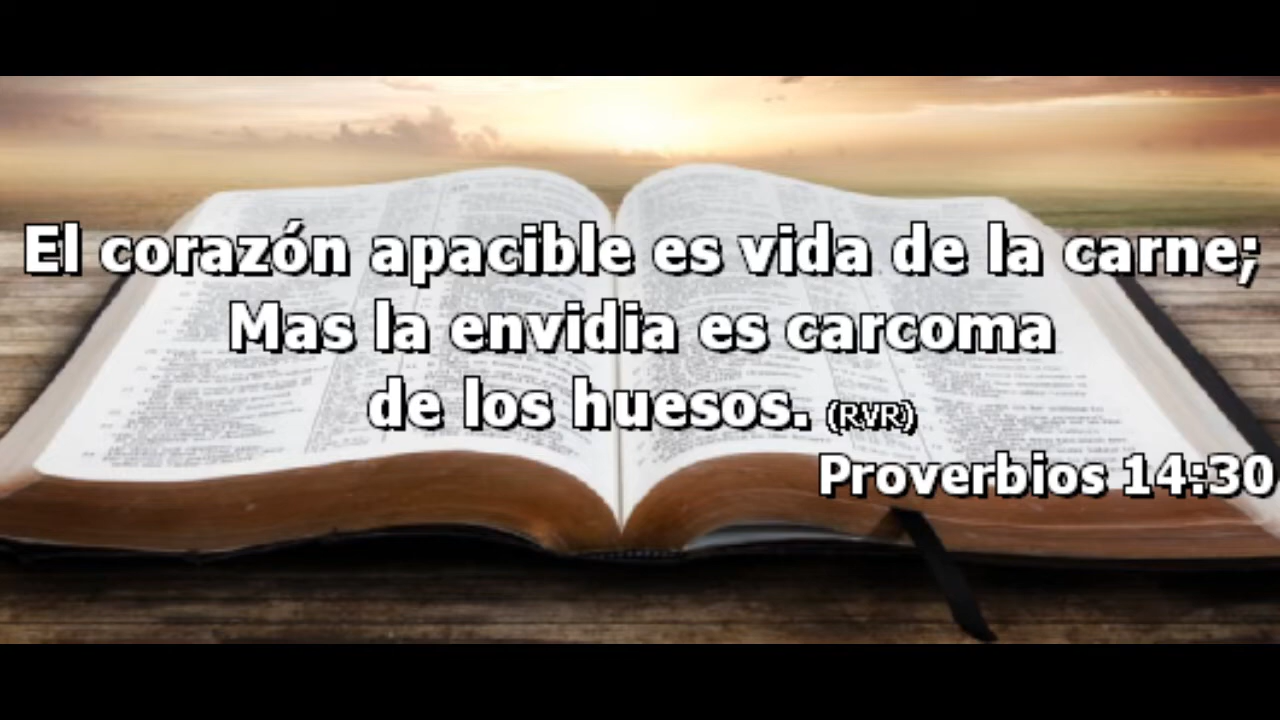 El corazón apacible es vida de la carne;
Mas la envidia es carcoma
de los huesos. (RVR)
Proverbios 14:30